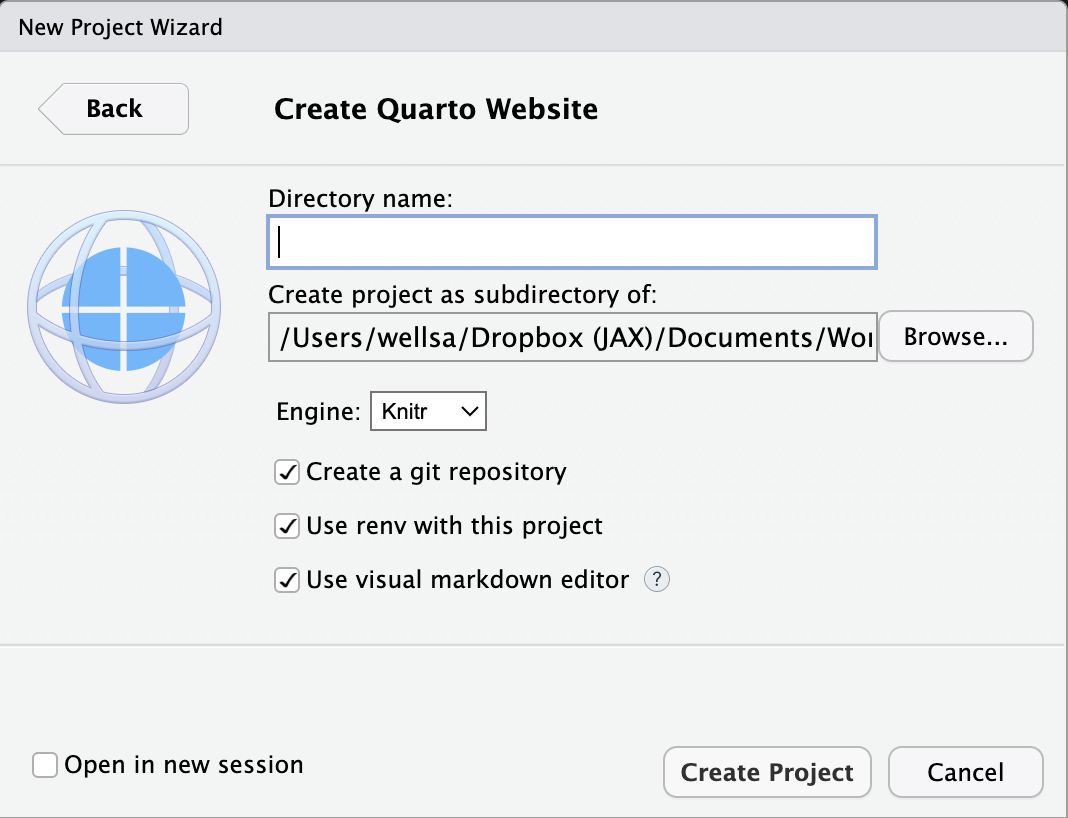 New Project Wizard
Back
Create Quarto Website
Directory name:
Create project as subdirectory of:
/Users/wellsa/Dropbox (JAX)/Documents/Wor
Browse...
Engine: Knitr
Create a git repository
Use renv with this project
Use visual markdown editor ?
Open in new session
Create Project
Cancel